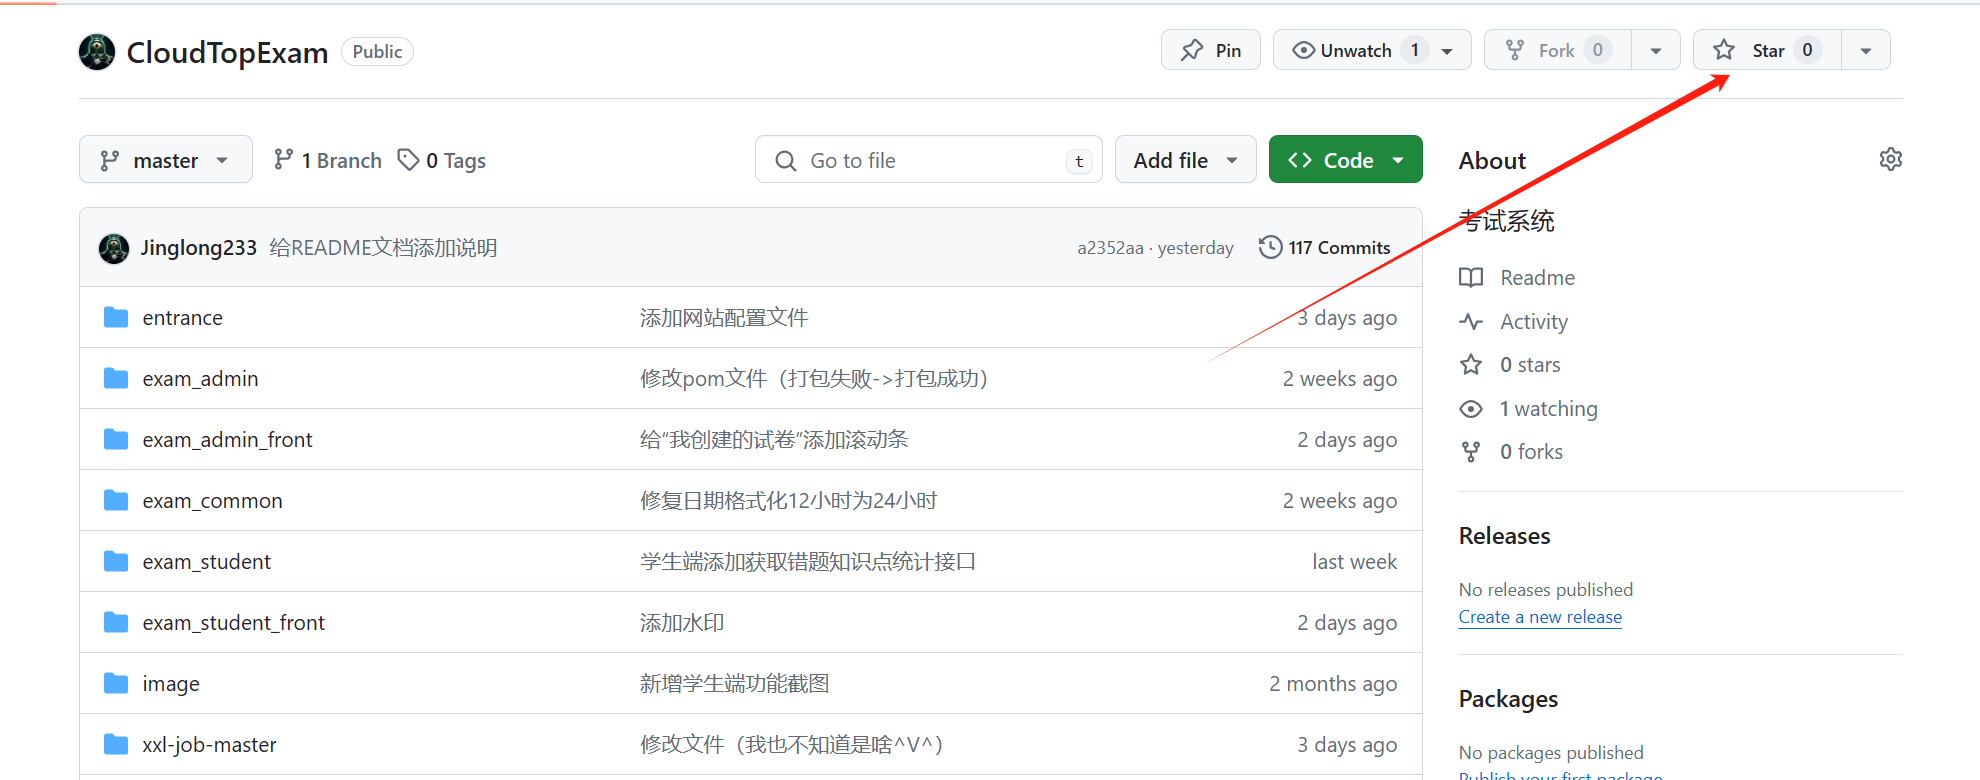 CloudTopExam Public Pin Unwatch 1 Fork 0 Star 0
master 1 Branch 0 Tags Go to file t Add file Code
Jinglong233 给README文档添加说明 a2352aa · yesterday 117 Commits
entrance 添加网站配置文件 3 days ago
exam_admin 修改pom文件（打包失败->打包成功） 2 weeks ago
exam_admin_front 给“我创建的试卷”添加滚动条 2 days ago
exam_common 修复日期格式化12小时为24小时 2 weeks ago
exam_student 学生端添加获取错题知识点统计接口 last week
exam_student_front 添加水印 2 days ago
image 新增学生端功能截图 2 months ago
xxl-job-master 修改文件（我也不知道是啥^V^） 3 days ago
About
考试系统
Readme
Activity
0 stars
1 watching
0 forks
Releases
No releases published
Create a new release
Packages
No packages published
Publish your first package